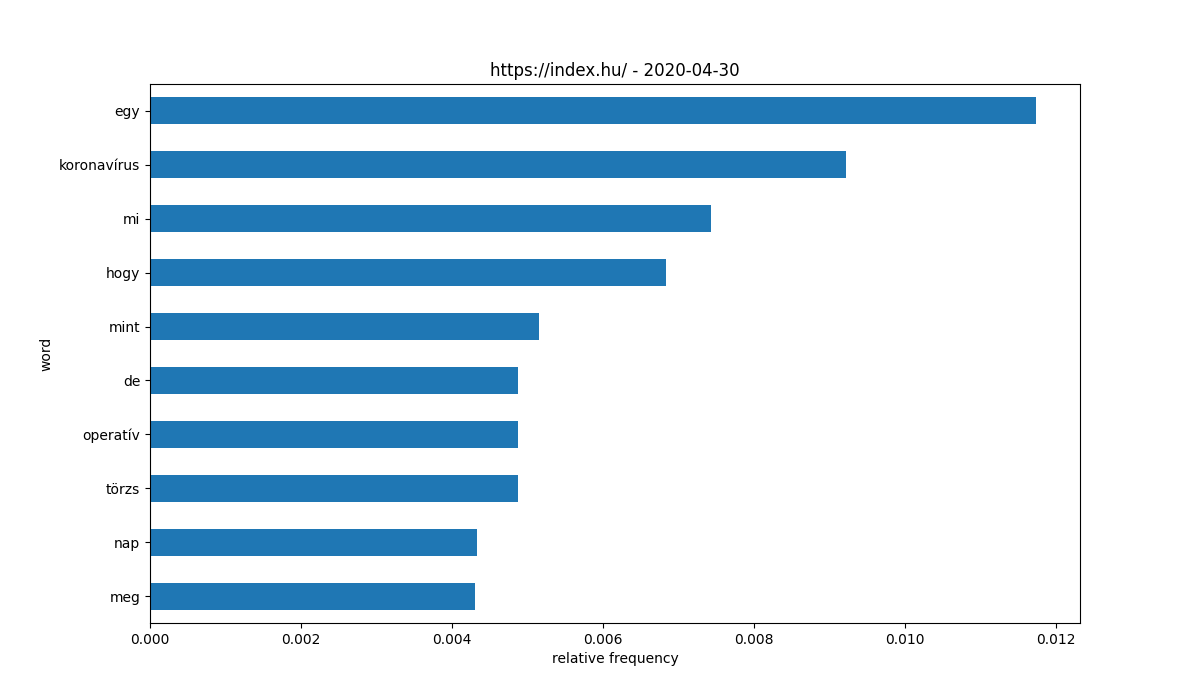 https://index.hu/ - 2020-04-30
word
egy
koronavírus
mi
hogy
mint
de
operatív
törzs
nap
meg
0.000 0.002 0.004 0.006 0.008 0.010 0.012
relative frequency